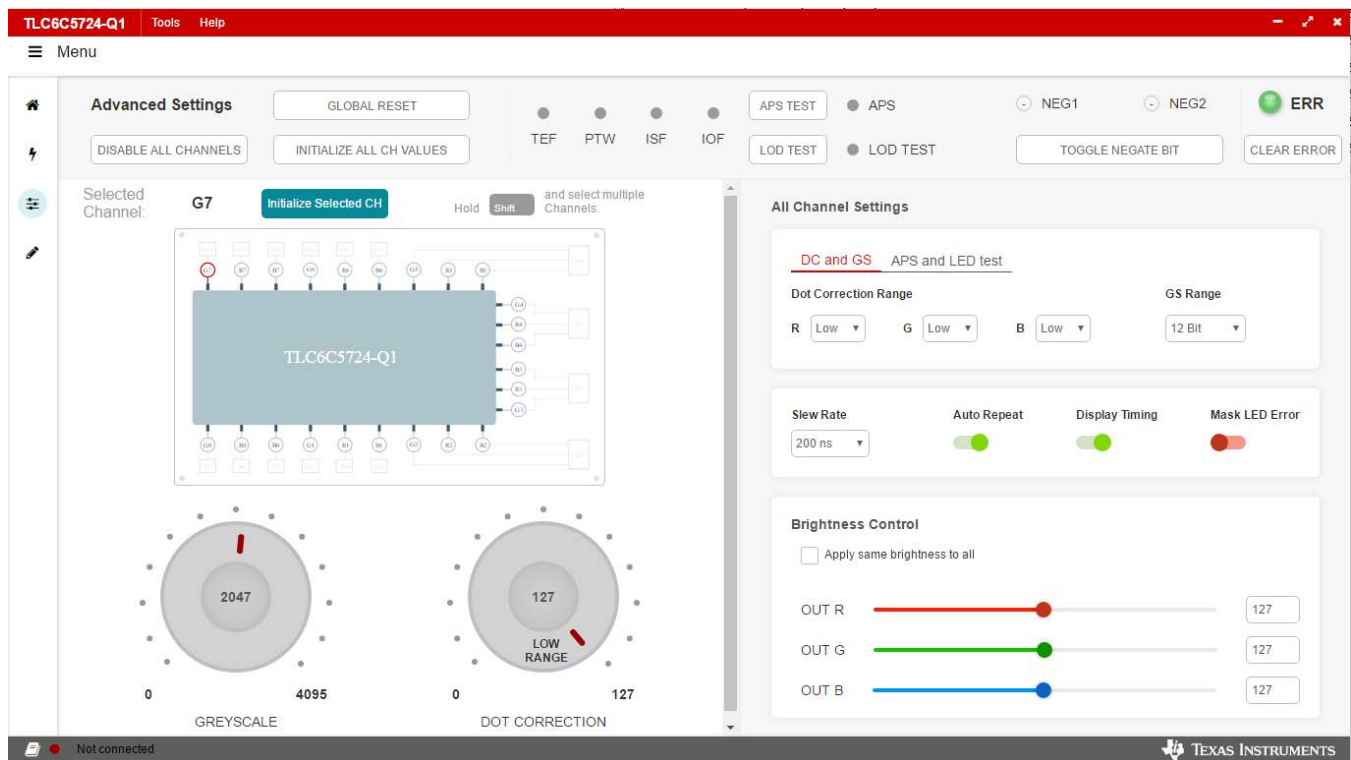 TLC6C5724-Q1 Tools Help
Menu
Advanced Settings
GLOBAL RESET
DISABLE ALL CHANNELS
INITIALIZE ALL CH VALUES
TEF PTW ISF IOF
APS TEST
APS
LOD TEST
LOD TEST
NEG1
NEG2
TOGGLE NEGATE BIT
ERR
CLEAR ERROR
Selected
Channel:
G7
Initialize Selected CH
Hold Shift and select multiple
Channels.
TLC6C5724-Q1
2047
0 4095
GREYSCALE
127
LOW
RANGE
0 127
DOT CORRECTION
All Channel Settings
DC and GS APS and LED test
Dot Correction Range GS Range
R Low G Low B Low 12 Bit
Slew Rate Auto Repeat Display Timing Mask LED Error
200 ns
Brightness Control
Apply same brightness to all
OUT R 127
OUT G 127
OUT B 127
Not connected
TEXAS INSTRUMENTS